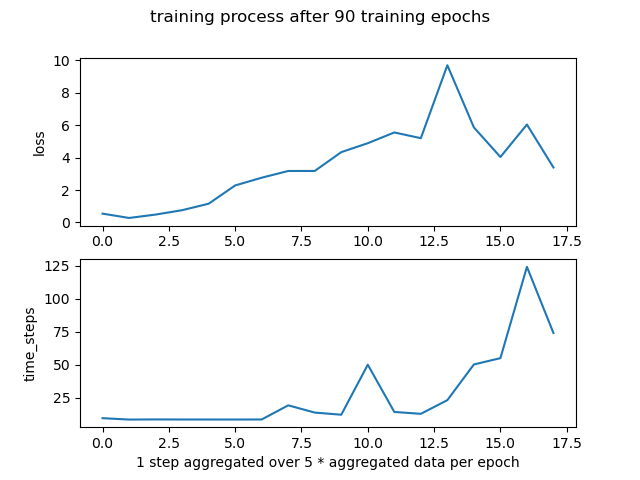 training process after 90 training epochs
10
8
6
4
2
0
loss
0.0 2.5 5.0 7.5 10.0 12.5 15.0 17.5
125
100
75
50
25
time_steps
0.0 2.5 5.0 7.5 10.0 12.5 15.0 17.5
1 step aggregated over 5 * aggregated data per epoch